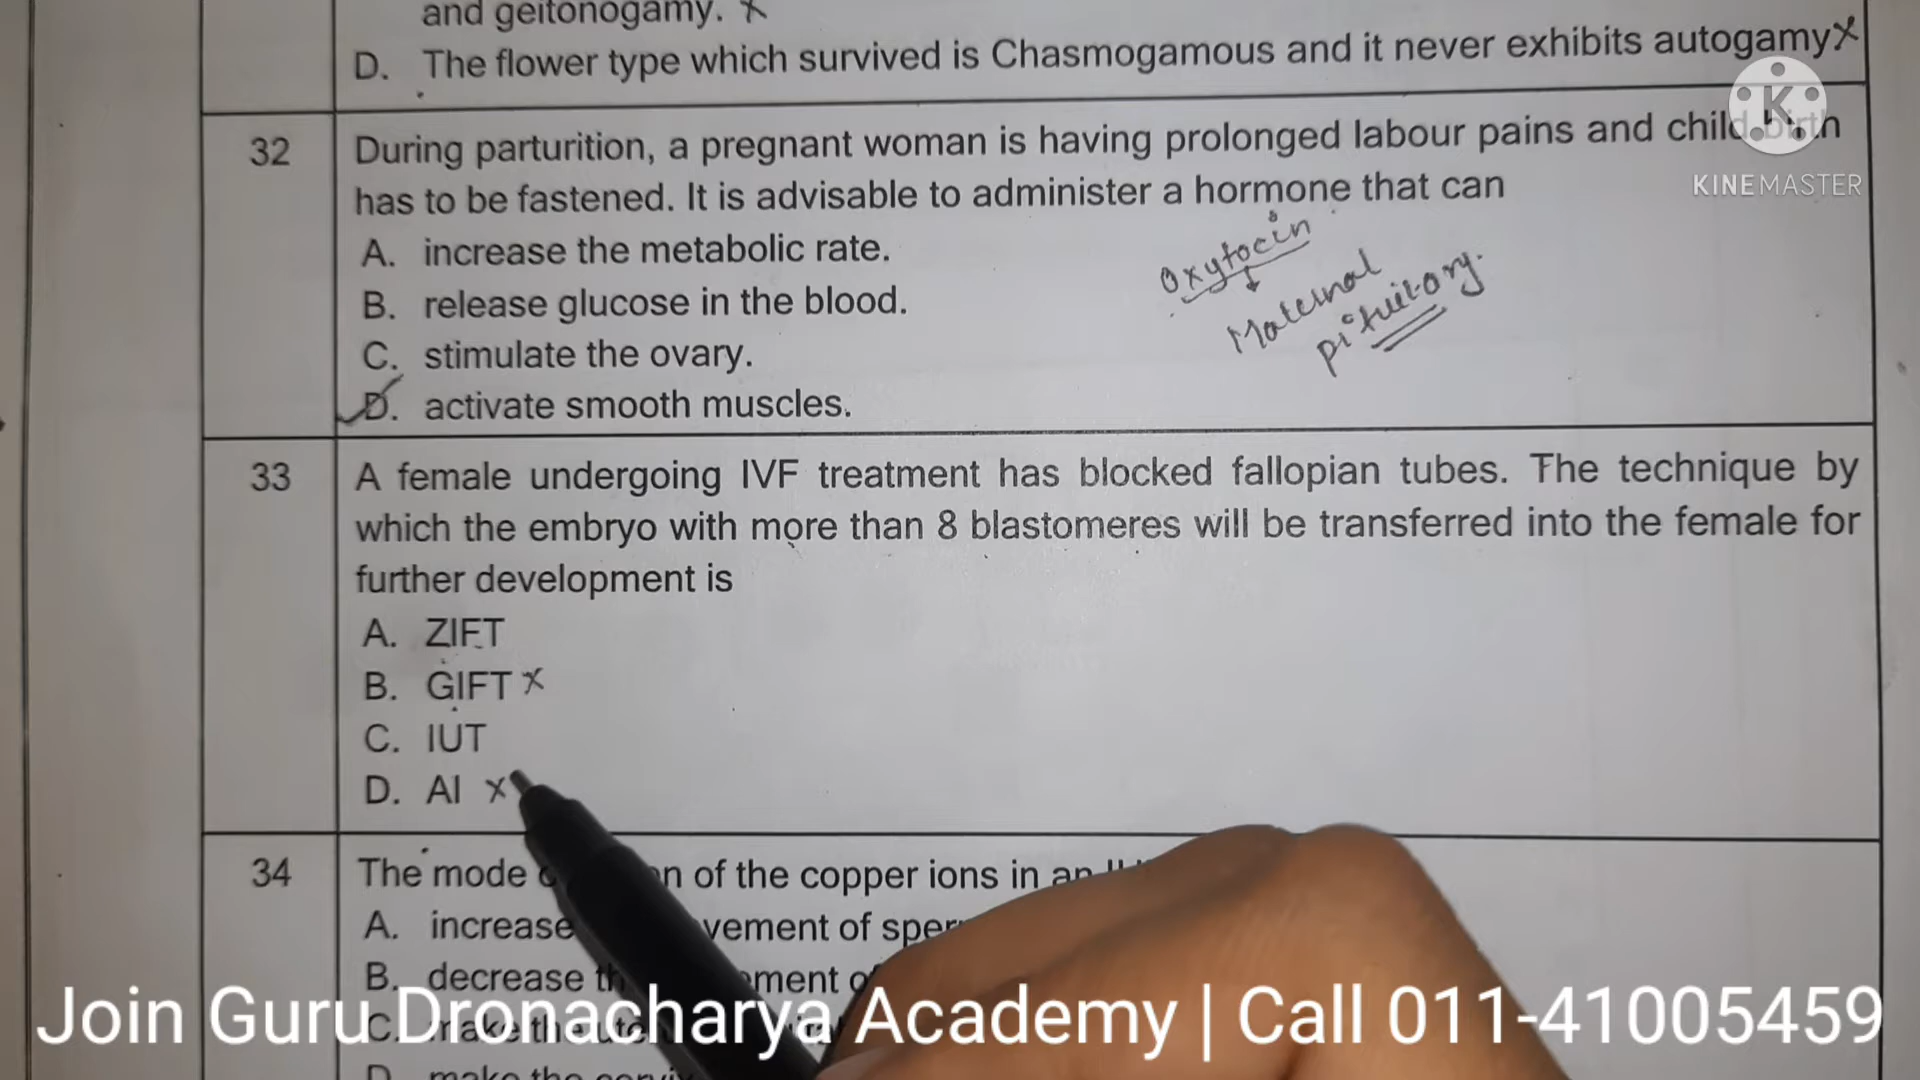 and geitonogamy. x
D. The flower type which survived is Chasmogamous and it never exhibits autogamy x
32 During parturition, a pregnant woman is having prolonged labour pains and child birth
has to be fastened. It is advisable to administer a hormone that can
KINEMASTER
A. increase the metabolic rate.
B. release glucose in the blood.
C. stimulate the ovary.
D. activate smooth muscles.
Oxytocin
Maternal
pituitary.
33 A female undergoing IVF treatment has blocked fallopian tubes. The technique by
which the embryo with more than 8 blastomeres will be transferred into the female for
further development is
A. ZIFT
B. GIFT x
C. IUT
D. AI x
34 The mode of the copper ions in an
A. increase vement of sper
B. decrease ment
Join Guru Dronacharya Academy | Call 011-41005459
C. make the
D. make the